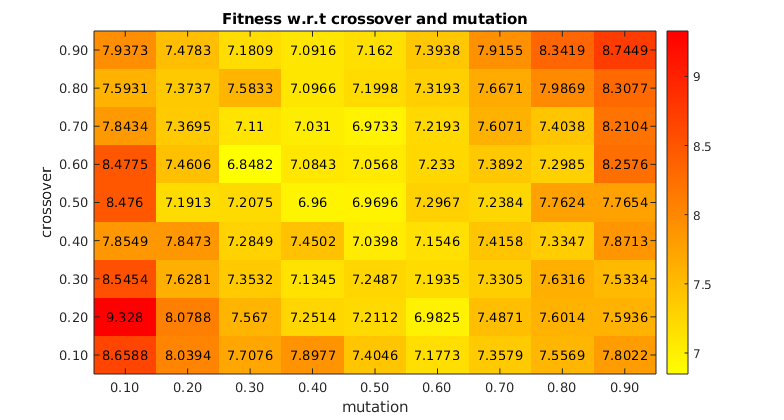 Fitness w.r.t crossover and mutation
0.90 7.9373 7.4783 7.1809 7.0916 7.162 7.3938 7.9155 8.3419 8.7449
0.80 7.5931 7.3737 7.5833 7.0966 7.1998 7.3193 7.6671 7.9869 8.3077
0.70 7.8434 7.3695 7.11 7.031 6.9733 7.2193 7.6071 7.4038 8.2104
0.60 8.4775 7.4606 6.8482 7.0843 7.0568 7.233 7.3892 7.2985 8.2576
0.50 8.476 7.1913 7.2075 6.96 6.9696 7.2967 7.2384 7.7624 7.7654
0.40 7.8549 7.8473 7.2849 7.4502 7.0398 7.1546 7.4158 7.3347 7.8713
0.30 8.5454 7.6281 7.3532 7.1345 7.2487 7.1935 7.3305 7.6316 7.5334
0.20 9.328 8.0788 7.567 7.2514 7.2112 6.9825 7.4871 7.6014 7.5936
0.10 8.6588 8.0394 7.7076 7.8977 7.4046 7.1773 7.3579 7.5569 7.8022
0.10 0.20 0.30 0.40 0.50 0.60 0.70 0.80 0.90
mutation
crossover
9
8.5
8
7.5
7